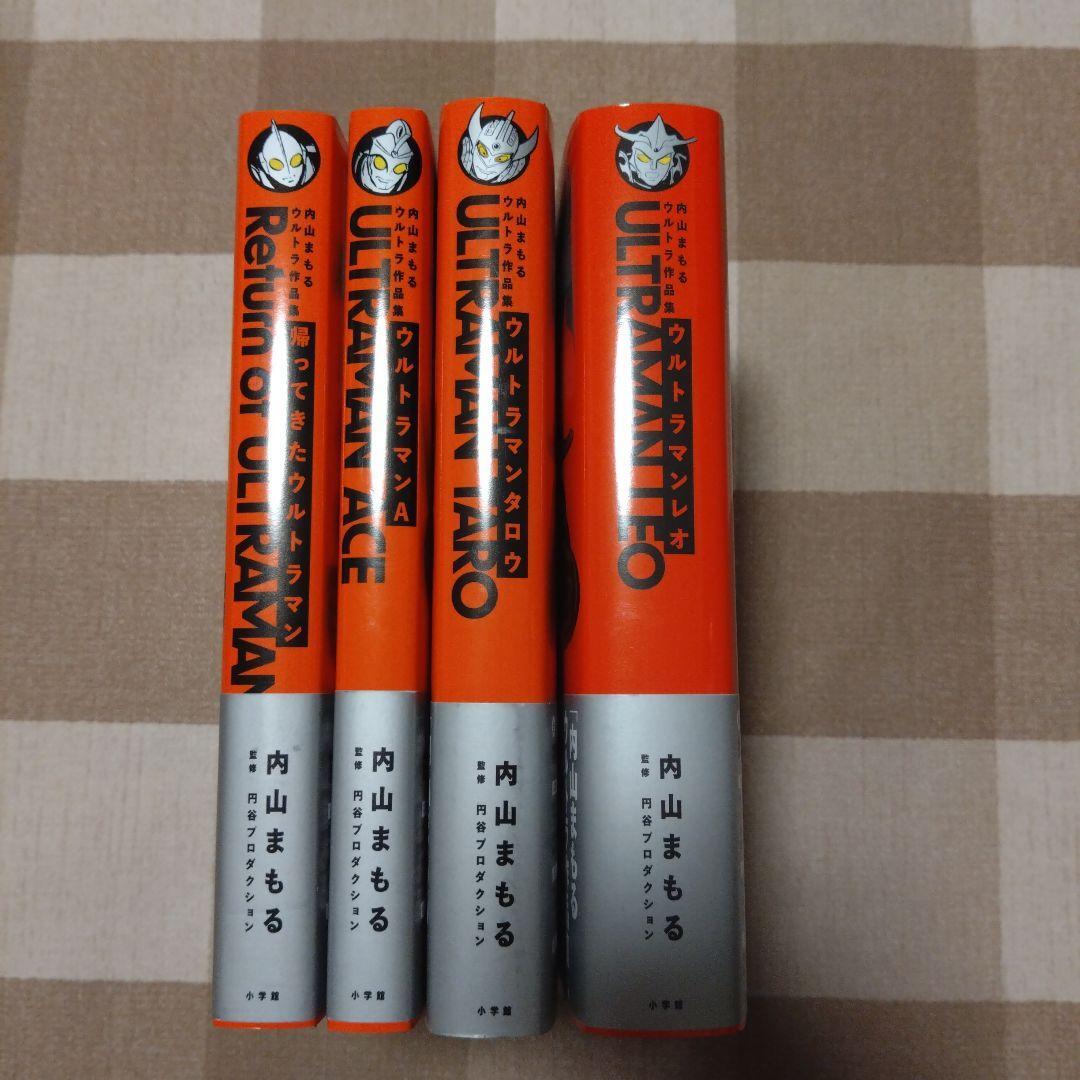 内山まもる
ウルトラ作品集
帰ってきたウルトラマン
Return of ULTRAMAN
内山まもる
監修 円谷プロダクション
小学館
内山まもる
ウルトラ作品集
ウルトラマンA
ULTRAMAN ACE
内山まもる
監修 円谷プロダクション
小学館
内山まもる
ウルトラ作品集
ウルトラマンタロウ
ULTRAMAN TARO
内山まもる
監修 円谷プロダクション
小学館
内山まもる
ウルトラ作品集
ウルトラマンレオ
ULTRAMAN LEO
内山まもる
監修 円谷プロダクション
小学館